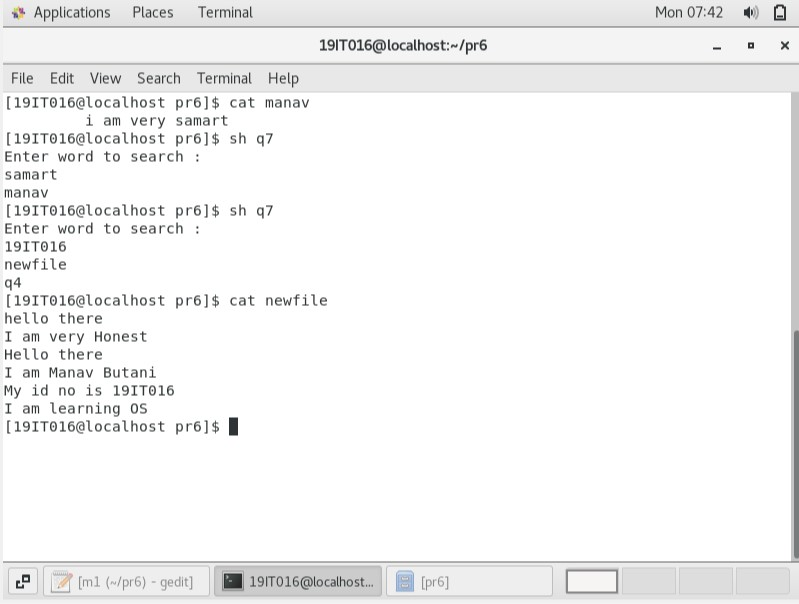 Applications Places Terminal Mon 07:42
19IT016@localhost:~/pr6
File Edit View Search Terminal Help
[19IT016@localhost pr6]$ cat manav
i am very samart
[19IT016@localhost pr6]$ sh q7
Enter word to search :
samart
manav
[19IT016@localhost pr6]$ sh q7
Enter word to search :
19IT016
newfile
q4
[19IT016@localhost pr6]$ cat newfile
hello there
I am very Honest
Hello there
I am Manav Butani
My id no is 19IT016
I am learning OS
[19IT016@localhost pr6]$
[m1 (~/pr6) - gedit] 19IT016@localhost... [pr6]